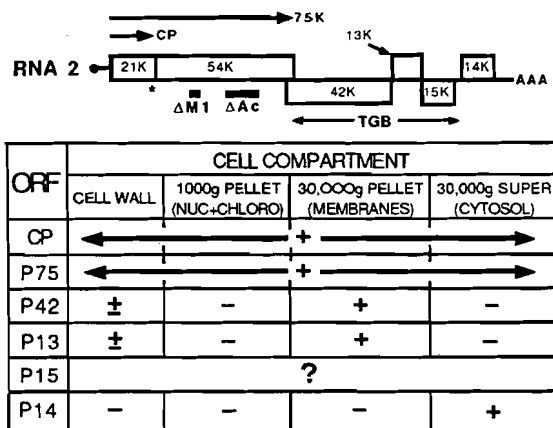 75K
CP
13K
RNA 2
21K
54K
14K
AAA
*
42K
15K
ΔM1
ΔAc
TGB
ORF
CELL COMPARTMENT
CELL WALL
1000g PELLET
(NUC+CHLORO)
30,000g PELLET
(MEMBRANES)
30,000g SUPER
(CYTOSOL)
CP
+
P75
+
P42
±
-
+
-
P13
±
-
+
-
P15
?
P14
-
-
-
+